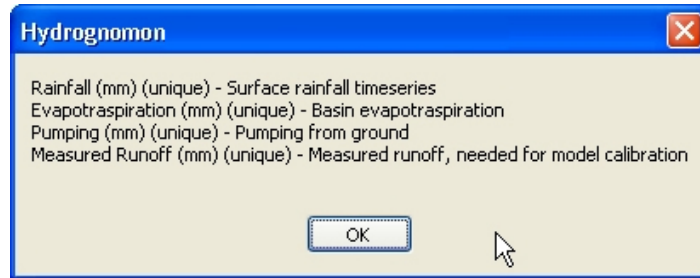 Hydrognomon
Rainfall (mm) (unique) - Surface rainfall timeseries
Evapotraspiration (mm) (unique) - Basin evapotraspiration
Pumping (mm) (unique) - Pumping from ground
Measured Runoff (mm) (unique) - Measured runoff, needed for model calibration
OK